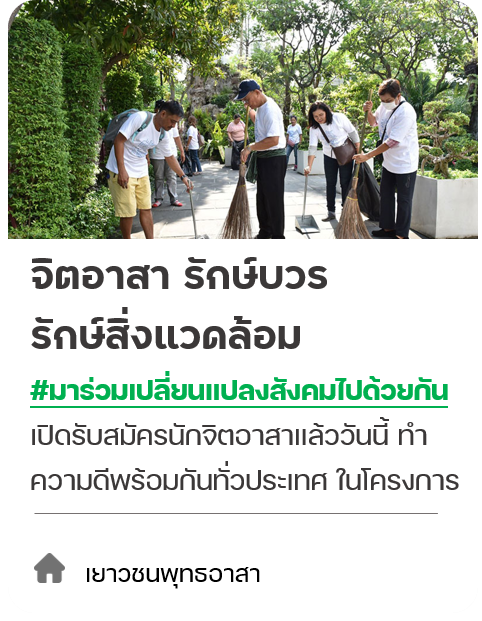 จิตอาสา รักษ์บวร
รักษ์สิ่งแวดล้อม
#มาร่วมเปลี่ยนแปลงสังคมไปด้วยกัน
เปิดรับสมัครนักจิตอาสาแล้ววันนี้ ทำ
ความดีพร้อมกันทั่วประเทศ ในโครงการ
เยาวชนพุทธอาสา